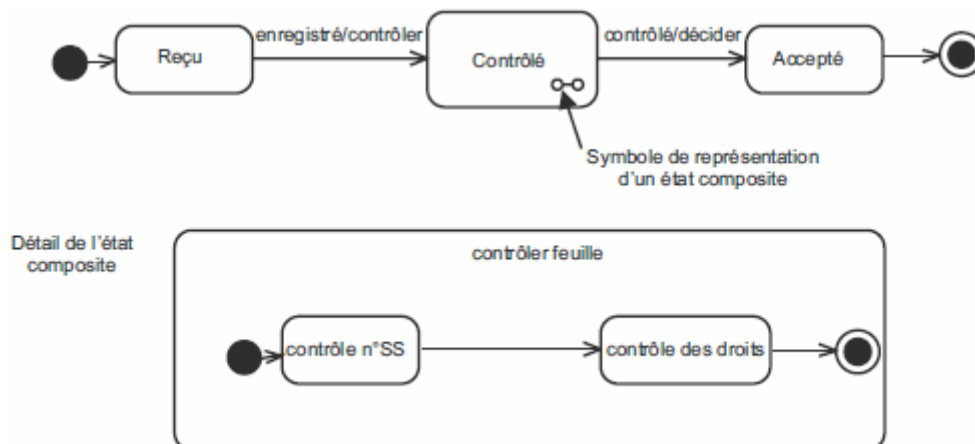 Reçu
enregistré/contrôler
Contrôlé
contrôlé/décider
Accepté
Symbole de représentation
d'un état composite
Détail de l'état
composite
contrôler feuille
contrôle n°SS
contrôle des droits